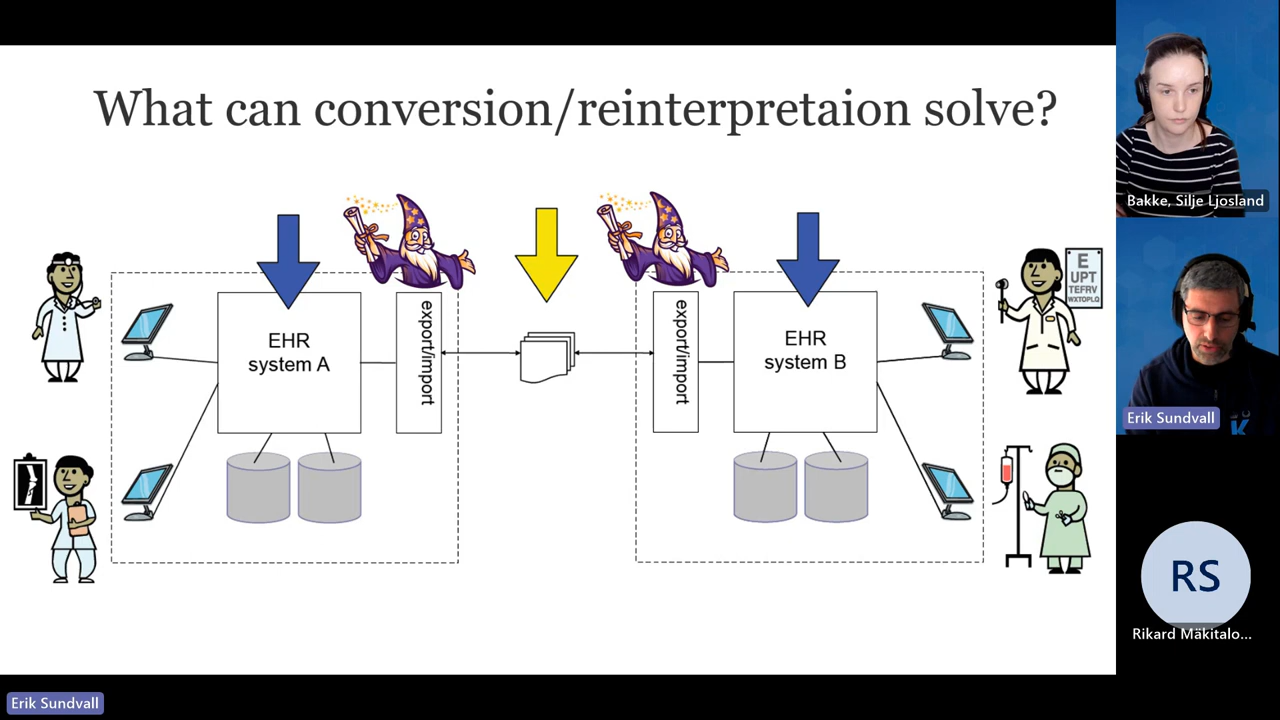 What can conversion/reinterpretaion solve?
EHR
system A
export/import
export/import
EHR
system B
E
UPT
TEFRV
WXTOPLQ
Bakke, Silje Ljosland
Erik Sundvall
K
RS
Rikard Mäkitalo...
Erik Sundvall